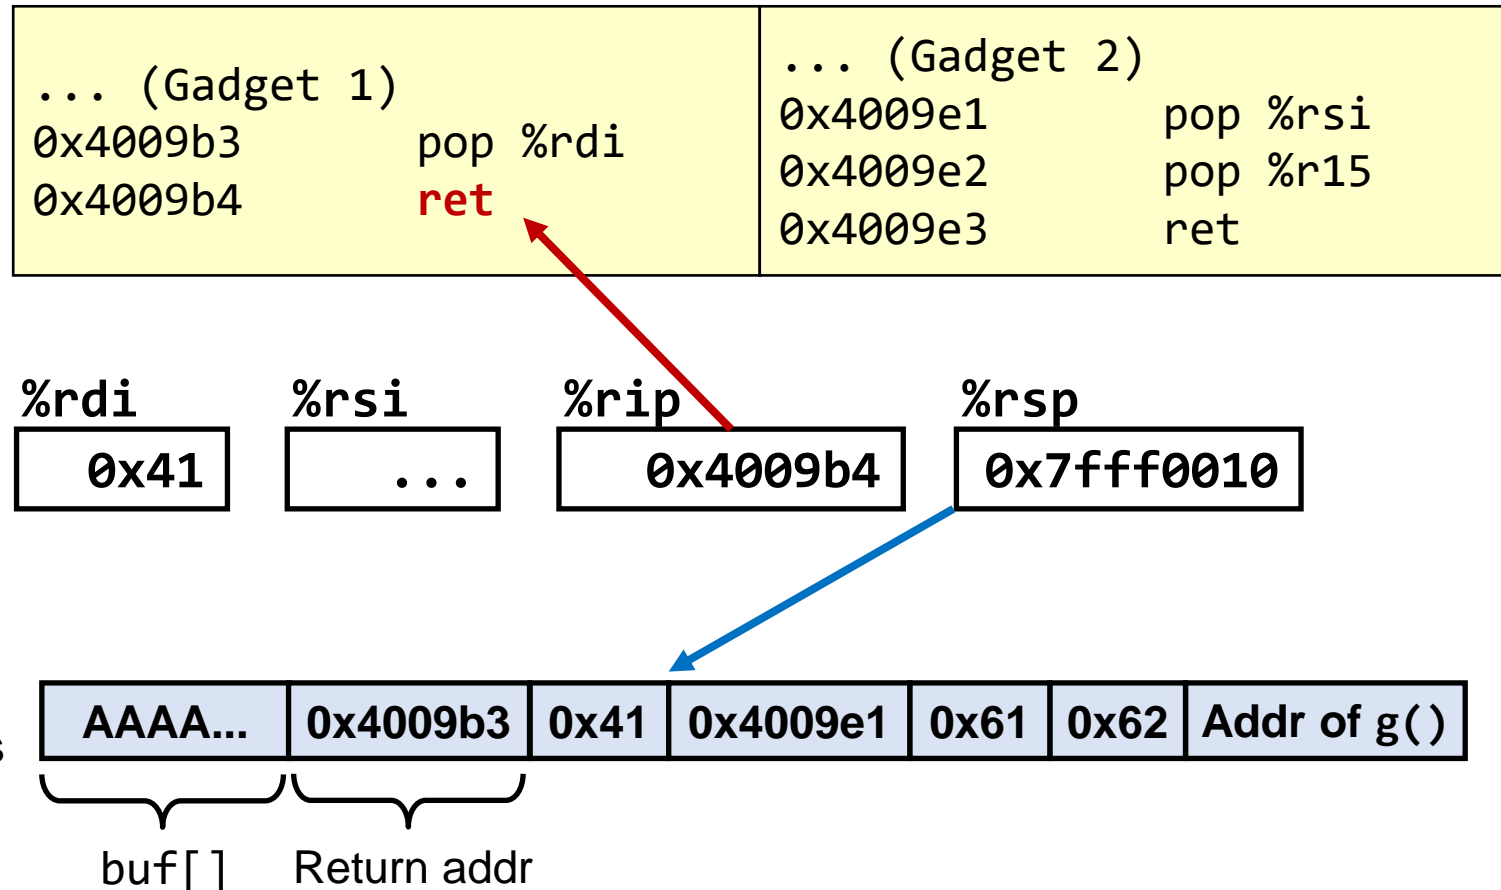 ... (Gadget 1)
0x4009b3 pop %rdi
0x4009b4 ret
... (Gadget 2)
0x4009e1 pop %rsi
0x4009e2 pop %r15
0x4009e3 ret
%rdi %rsi %rip %rsp
0x41 ... 0x4009b4 0x7fff0010
s AAAA... 0x4009b3 0x41 0x4009e1 0x61 0x62 Addr of g()
buf[] Return addr